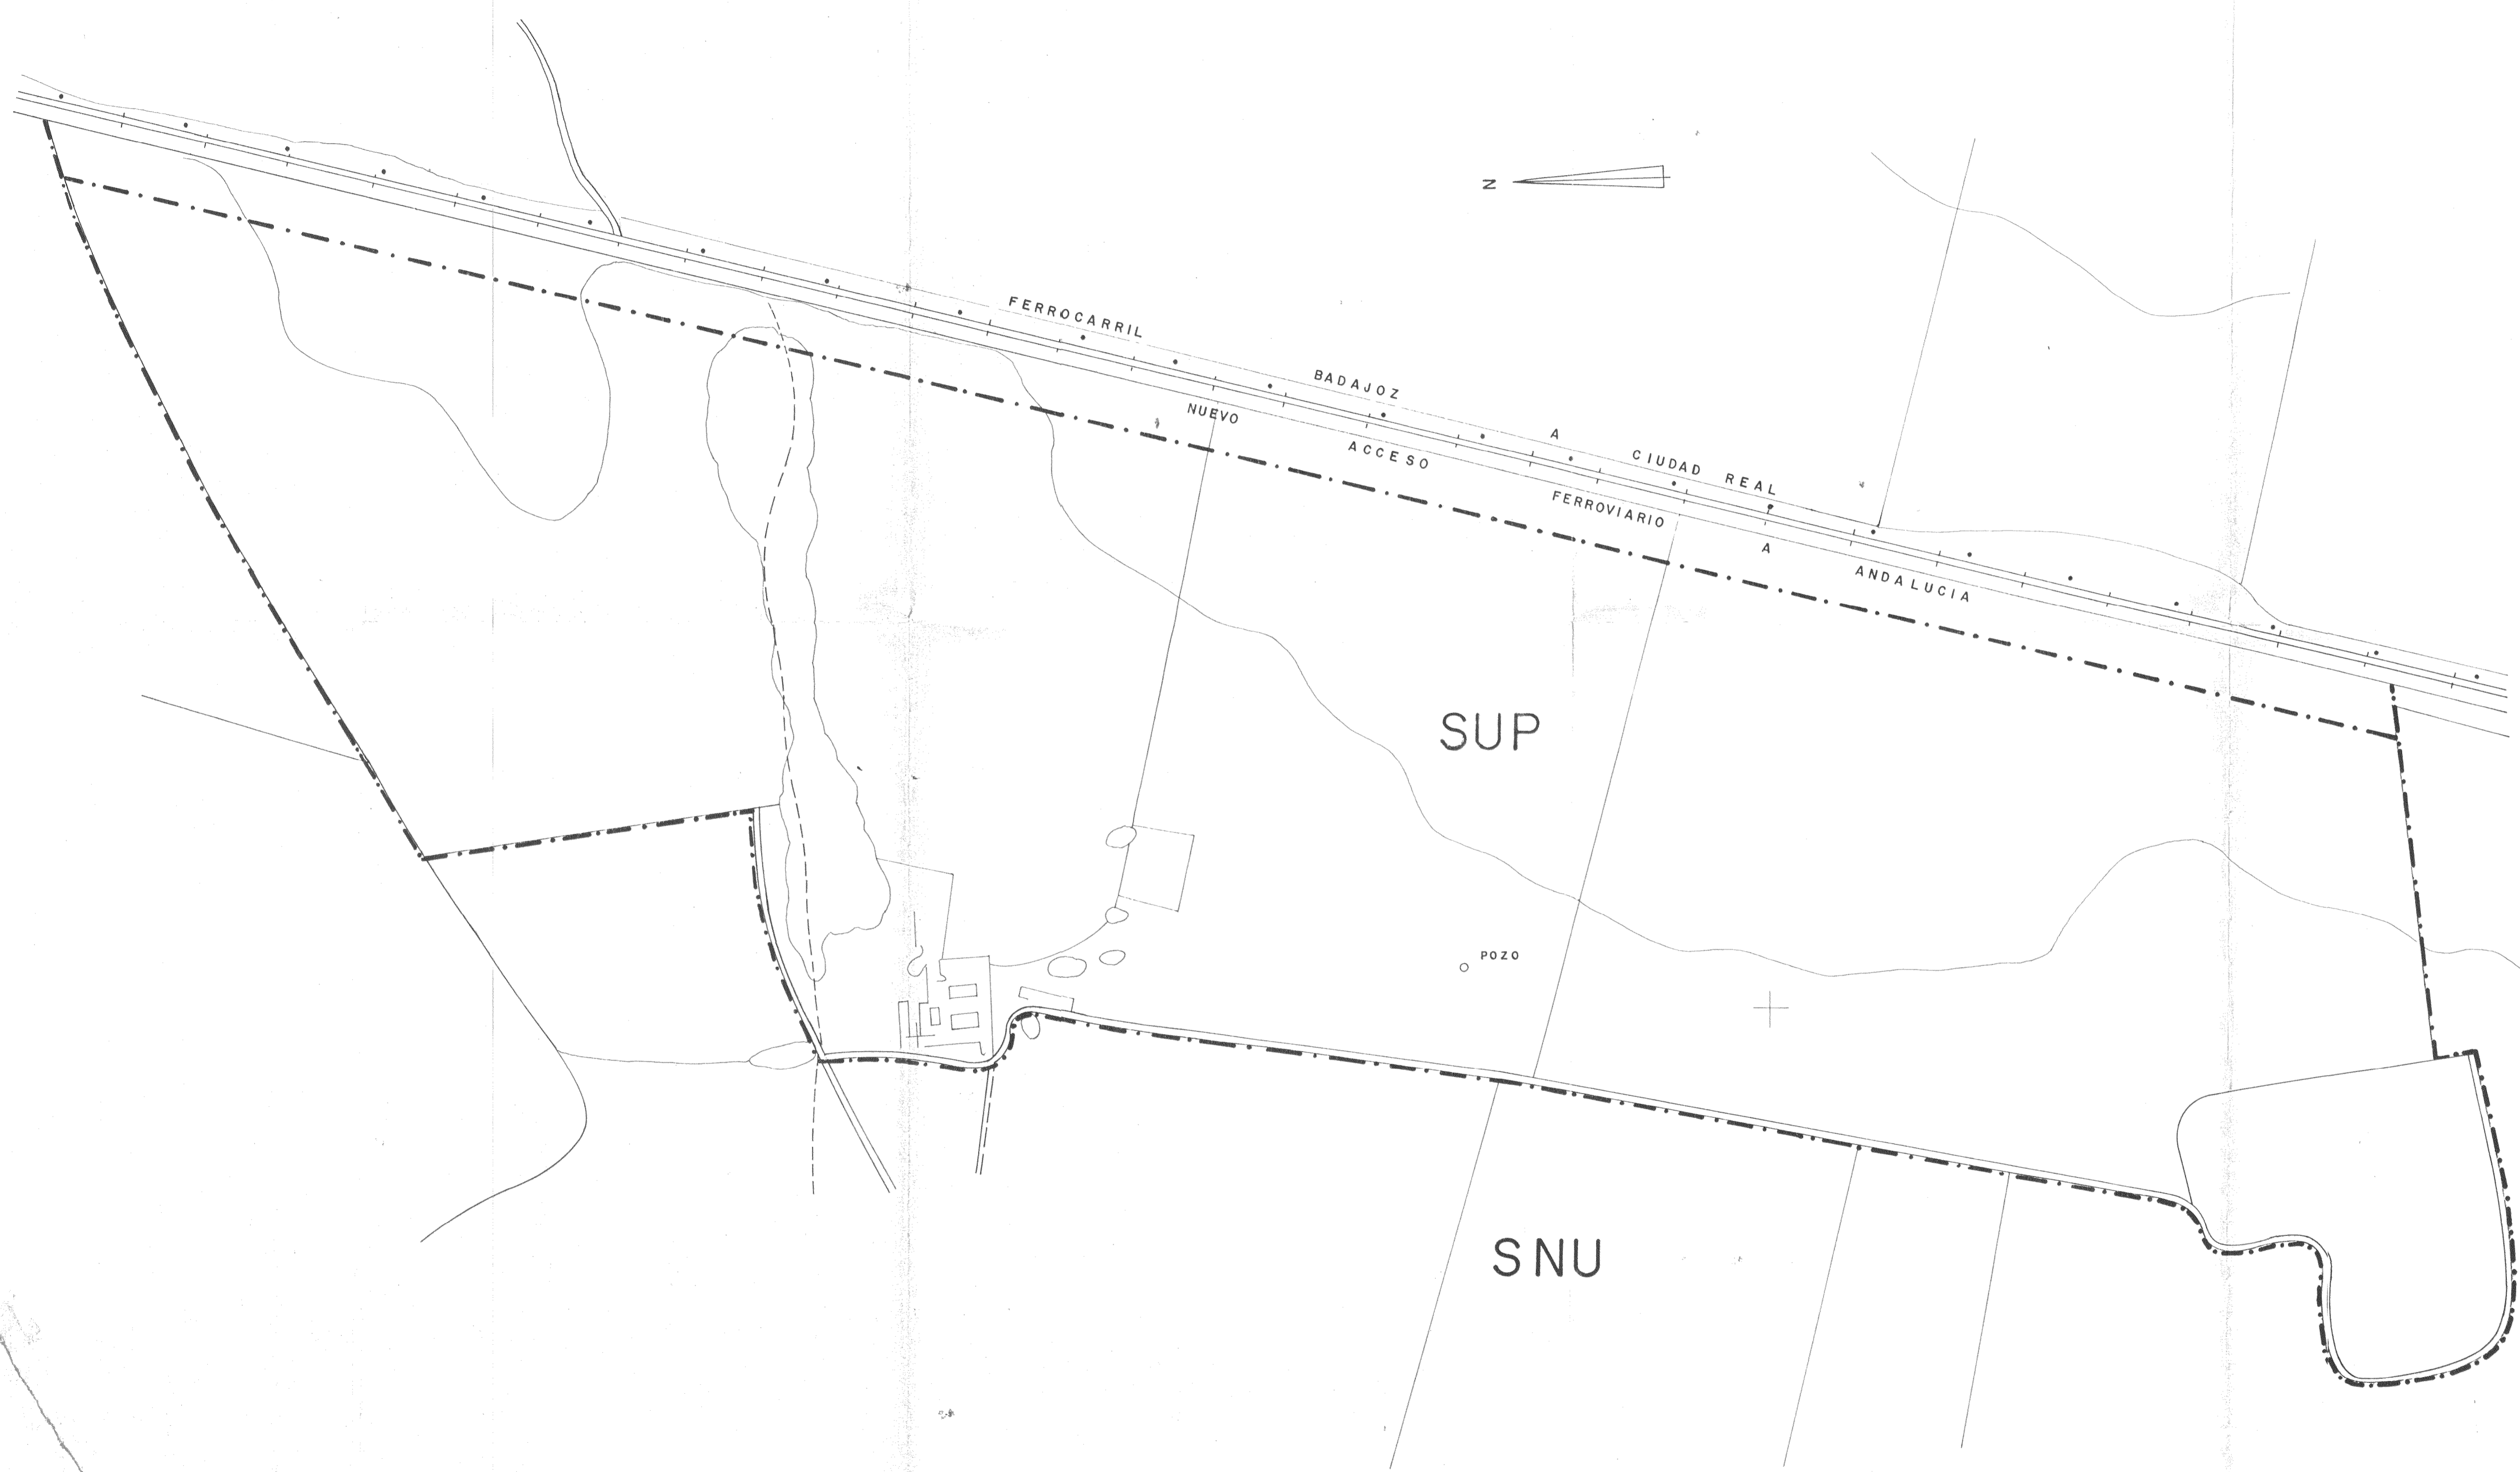 N
FERROCARRIL BADAJOZ A CIUDAD REAL
NUEVO ACCESO FERROVIARIO A ANDALUCIA
SUP
POZO
SNU